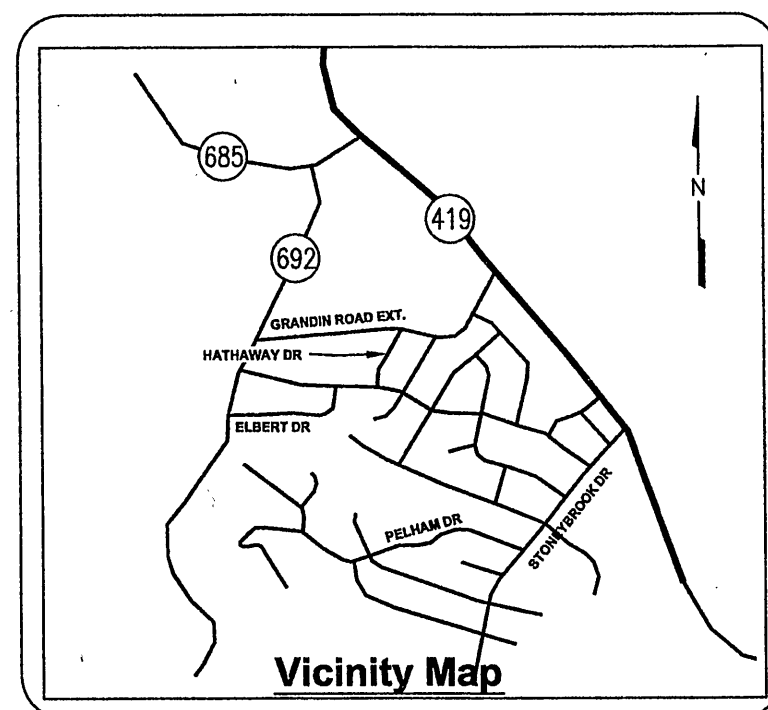 685
419
N
692
GRANDIN ROAD EXT.
HATHAWAY DR
ELBERT DR
PELHAM DR
STONEYBROOK DR
Vicinity Map